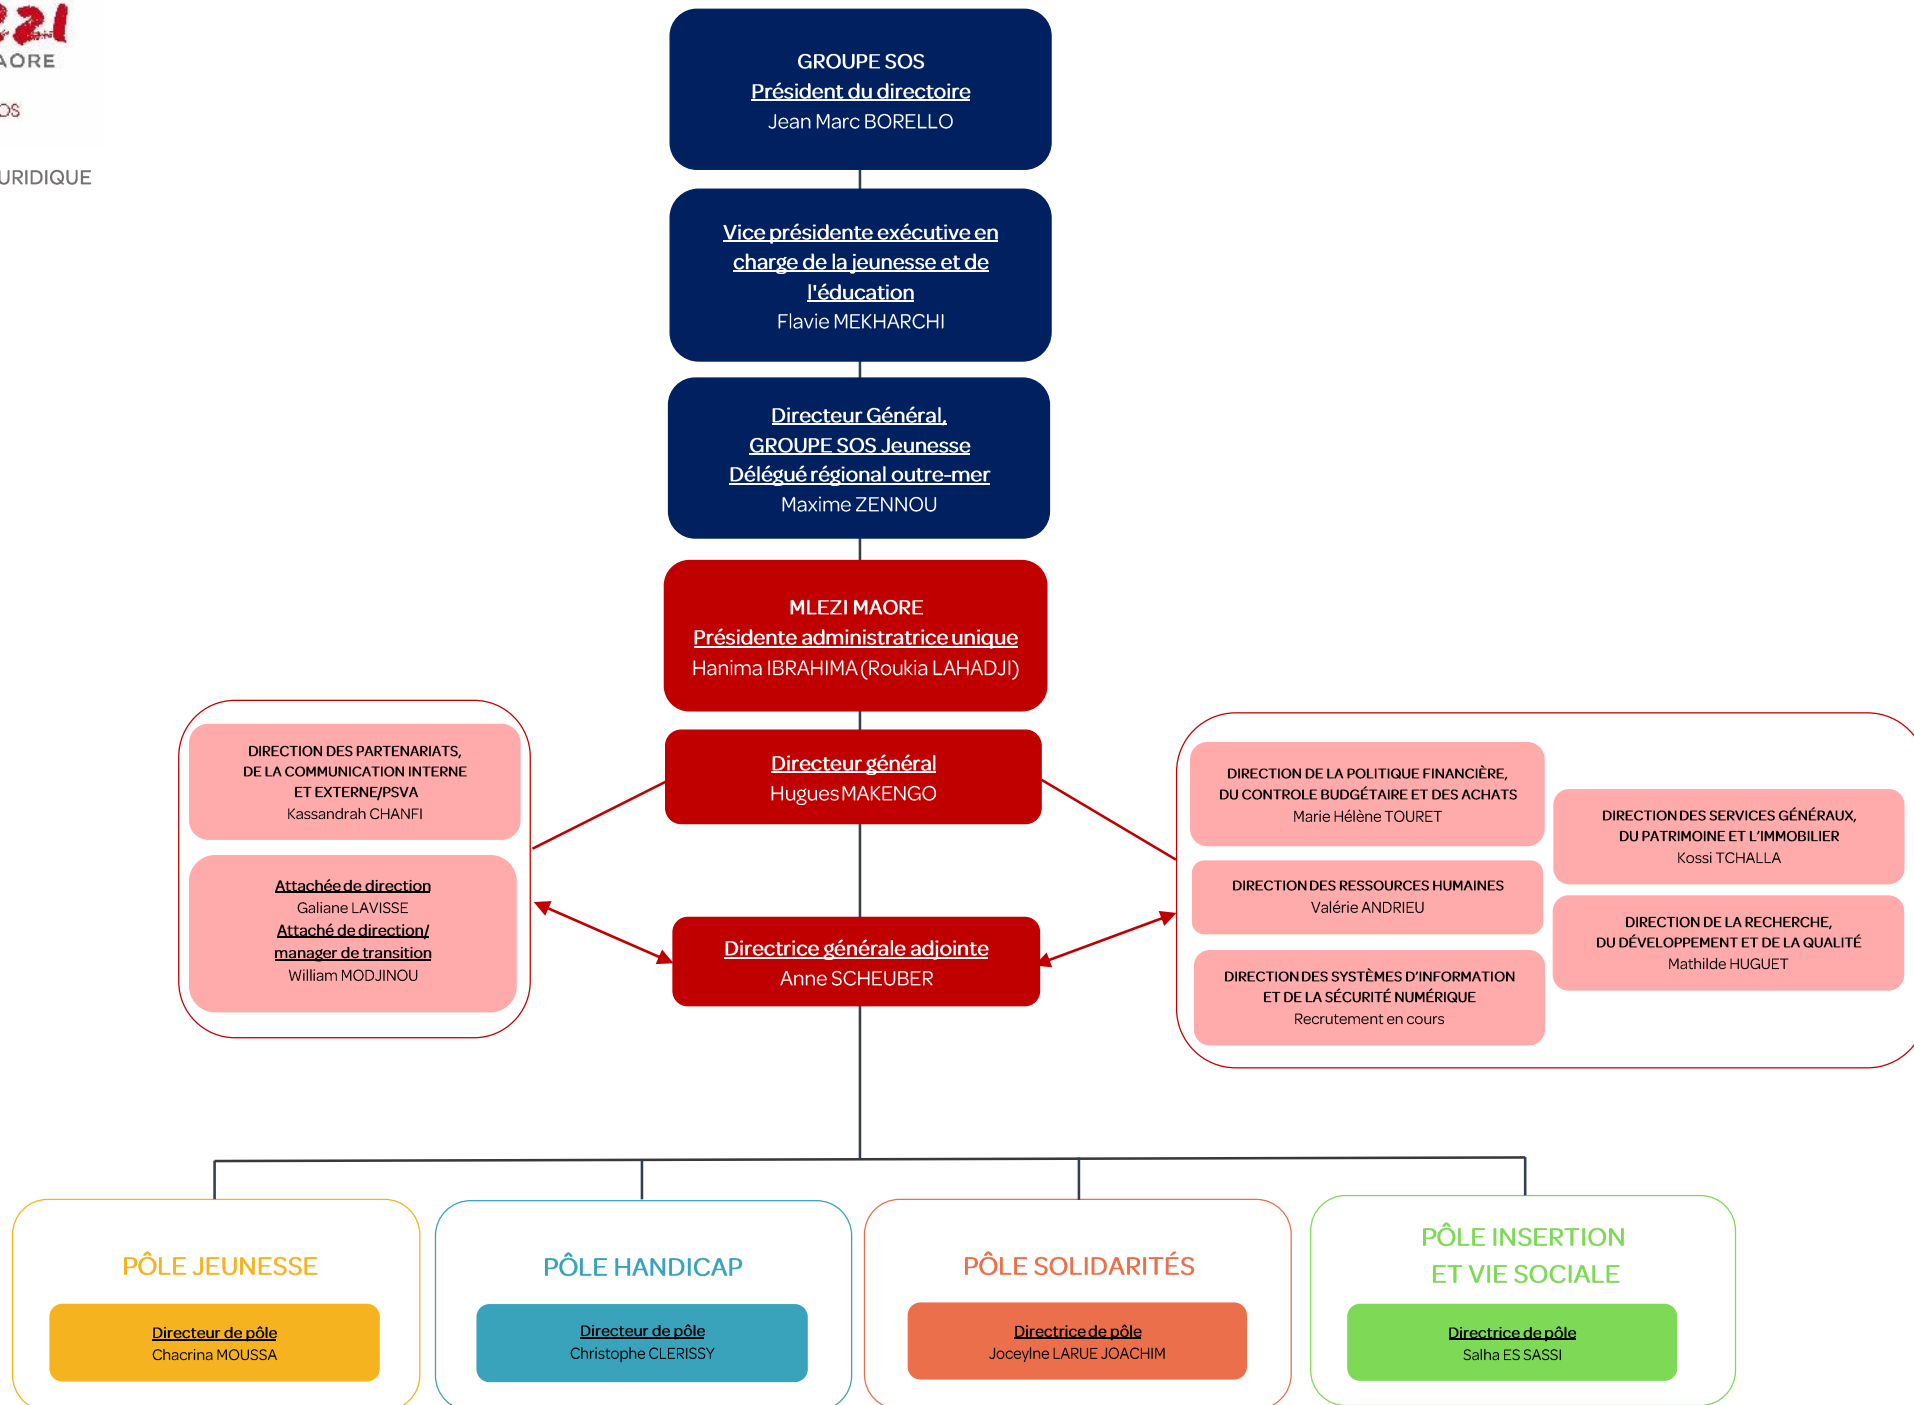 AORE
OS
URIDIQUE
GROUPE SOS
Président du directoire
Jean Marc BORELLO
Vice présidente exécutive en
charge de la jeunesse et de
l'éducation
Flavie MEKHARCHI
Directeur Général,
GROUPE SOS Jeunesse
Délégué régional outre-mer
Maxime ZENNOU
MLEZI MAORE
Présidente administratrice unique
Hanima IBRAHIMA (Roukia LAHADJI)
Directeur général
Hugues MAKENGO
Directrice générale adjointe
Anne SCHEUBER
DIRECTION DES PARTENARIATS,
DE LA COMMUNICATION INTERNE
ET EXTERNE/PSVA
Kassandrah CHANFI
Attachée de direction
Galiane LAVISSE
Attaché de direction/
manager de transition
William MODJINOU
DIRECTION DE LA POLITIQUE FINANCIÈRE,
DU CONTROLE BUDGÉTAIRE ET DES ACHATS
Marie Hélène TOURET
DIRECTION DES RESSOURCES HUMAINES
Valérie ANDRIEU
DIRECTION DES SYSTÈMES D'INFORMATION
ET DE LA SÉCURITÉ NUMÉRIQUE
Recrutement en cours
DIRECTION DES SERVICES GÉNÉRAUX,
DU PATRIMOINE ET L'IMMOBILIER
Kossi TCHALLA
DIRECTION DE LA RECHERCHE,
DU DÉVELOPPEMENT ET DE LA QUALITÉ
Mathilde HUGUET
PÔLE JEUNESSE
Directeur de pôle
Chacrina MOUSSA
PÔLE HANDICAP
Directeur de pôle
Christophe CLERISSY
PÔLE SOLIDARITÉS
Directrice de pôle
Joceylne LARUE JOACHIM
PÔLE INSERTION
ET VIE SOCIALE
Directrice de pôle
Salha ES SASSI